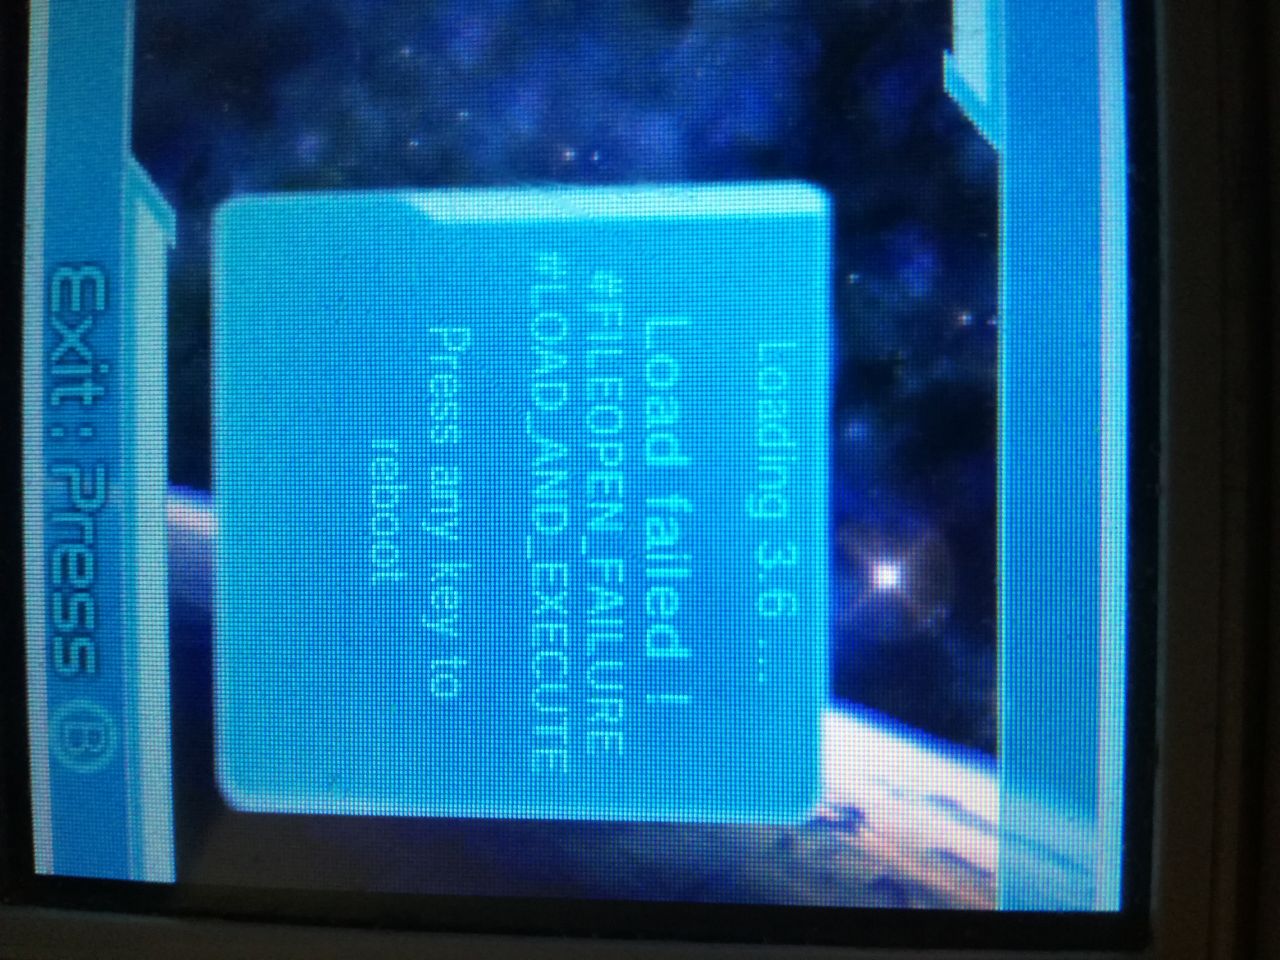 Loading 3.6 ...
Load failed !
#FILEOPEN_FAILURE
#LOAD_AND_EXECUTE
Press any key to
reboot
Exit : Press B